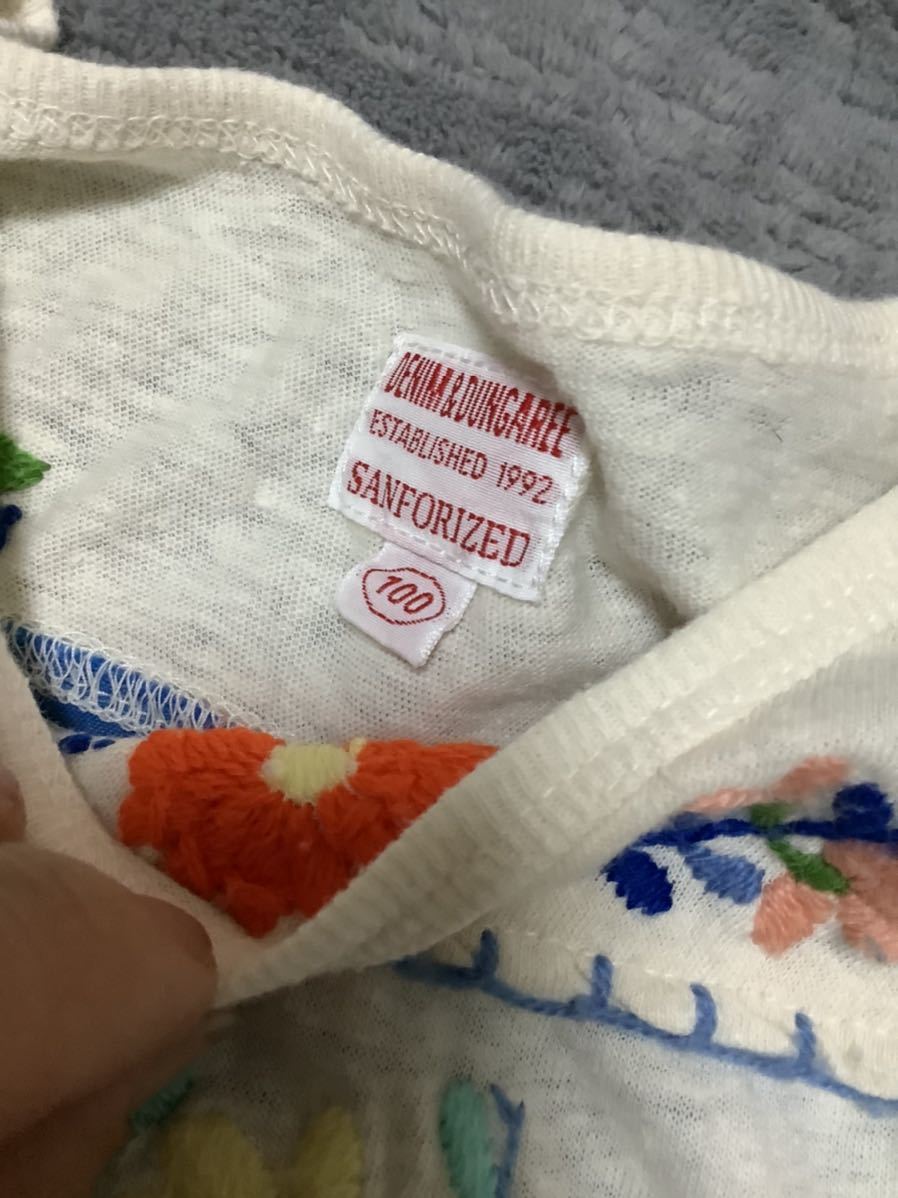 DENIM & DUNGAREE
ESTABLISHED 1992
SANFORIZED
100